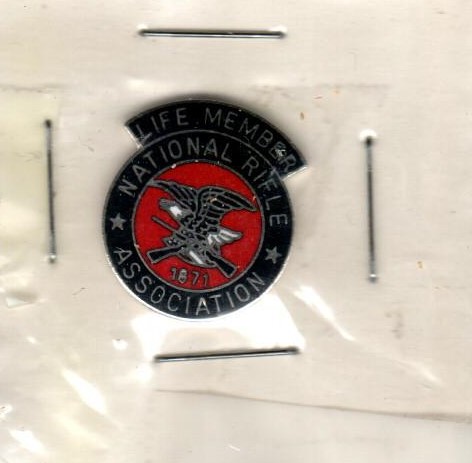 LIFE MEMBER
NATIONAL RIFLE
ASSOCIATION
1871